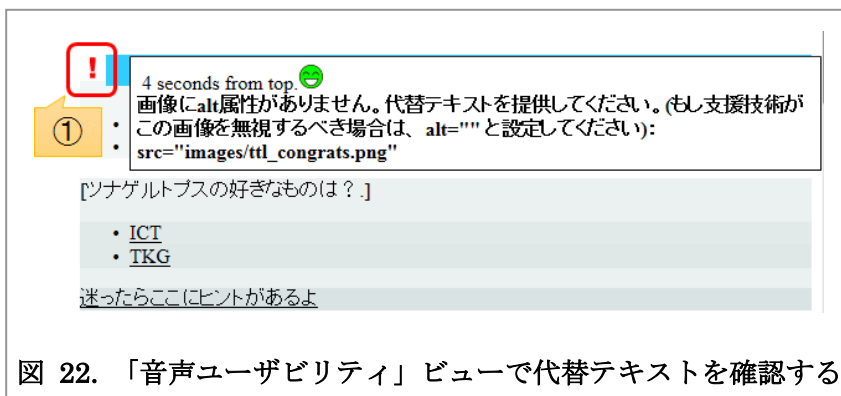 !
4 seconds from top.
画像にalt属性がありません。代替テキストを提供してください。(もし支援技術が
この画像を無視するべき場合は、alt=""と設定してください):
src="images/ttl_congrats.png"
①
[ツナゲルトプスの好きなものは？.]
• ICT
• TKG
迷ったらここにヒントがあるよ
図 22. 「音声ユーザビリティ」ビューで代替テキストを確認する